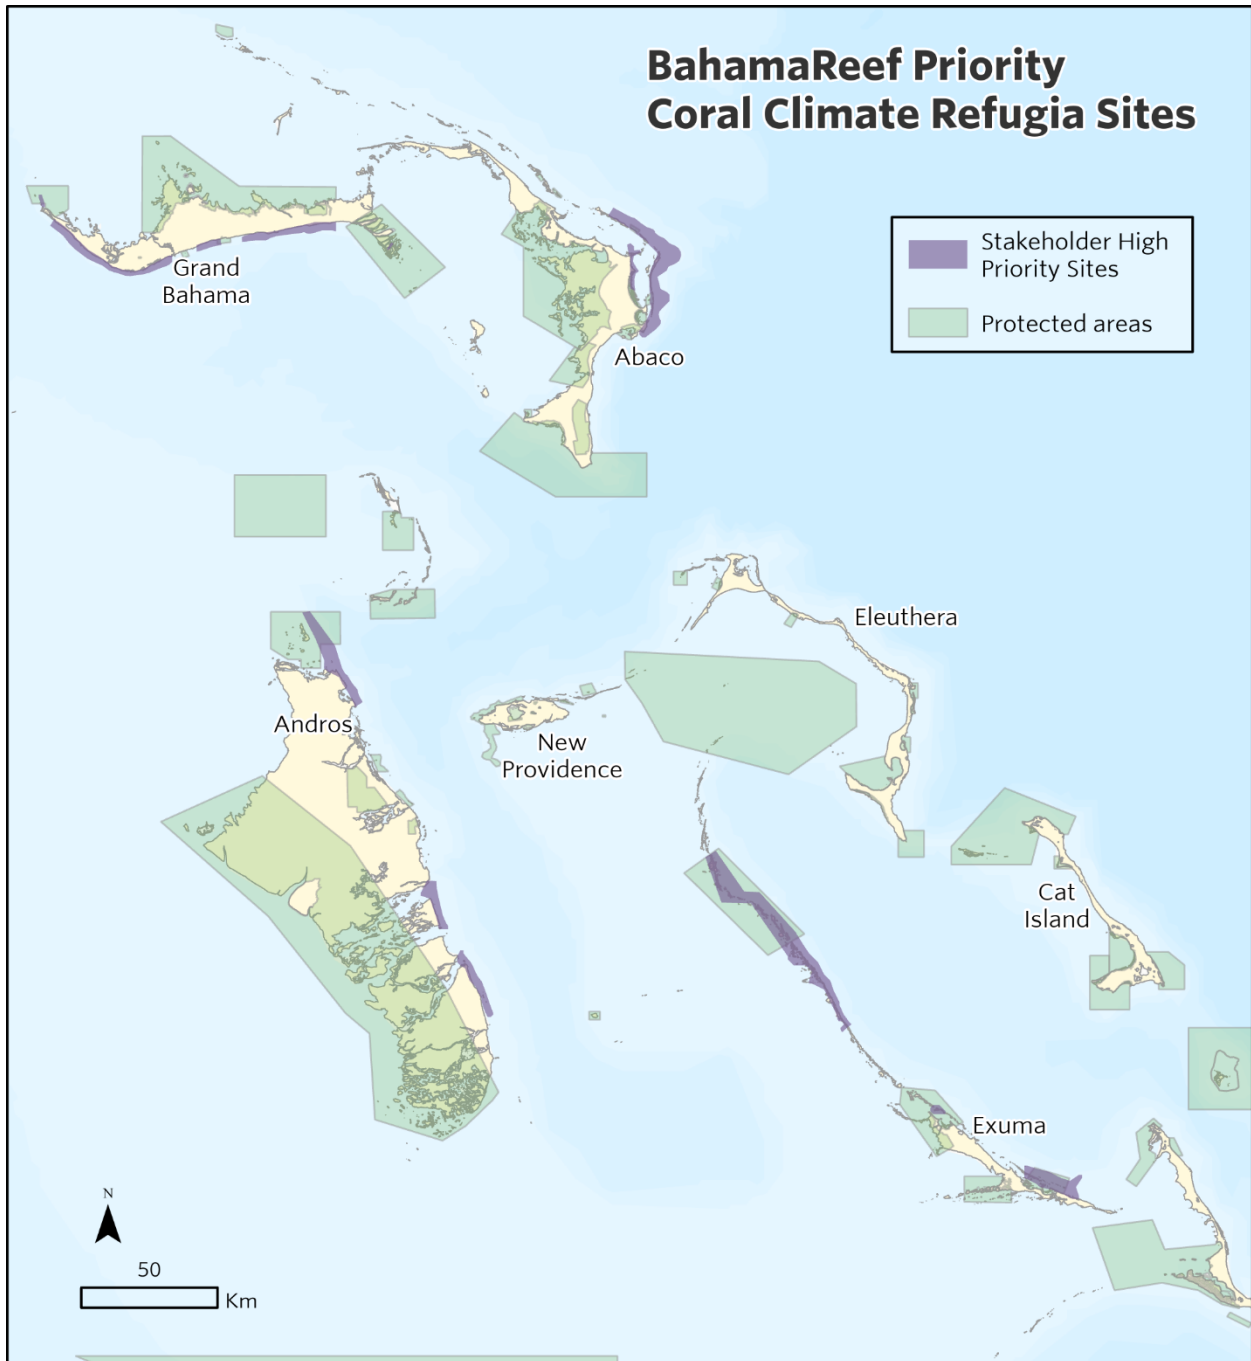 BahamaReef Priority
Coral Climate Refugia Sites
Stakeholder High
Priority Sites
Protected areas
Grand
Bahama
Abaco
Eleuthera
Andros
New
Providence
Cat
Island
Exuma
N
50
Km